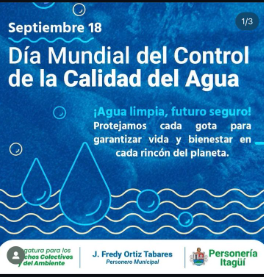 Septiembre 18
1/3
Día Mundial del Control
de la Calidad del Agua
¡Agua limpia, futuro seguro!
Protejamos cada gota para
garantizar vida y bienestar en
cada rincón del planeta.
gatura para los
chos Colectivos
del Ambiente
J. Fredy Ortiz Tabares
Personero Municipal
Personería
Itagüí